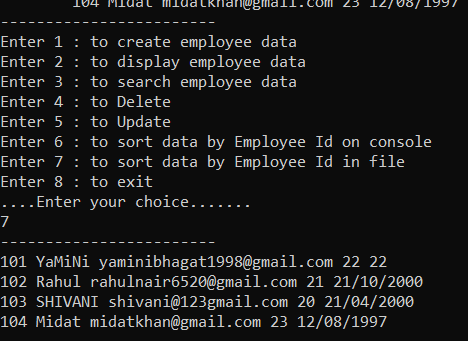 104 Midat midatkhan@gmail.com 23 12/08/1997
------------------------
Enter 1 : to create employee data
Enter 2 : to display employee data
Enter 3 : to search employee data
Enter 4 : to Delete
Enter 5 : to Update
Enter 6 : to sort data by Employee Id on console
Enter 7 : to sort data by Employee Id in file
Enter 8 : to exit
....Enter your choice.......
7
------------------------
101 YaMiNi yaminibhagat1998@gmail.com 22 22
102 Rahul rahulnair6520@gmail.com 21 21/10/2000
103 SHIVANI shivani@123gmail.com 20 21/04/2000
104 Midat midatkhan@gmail.com 23 12/08/1997